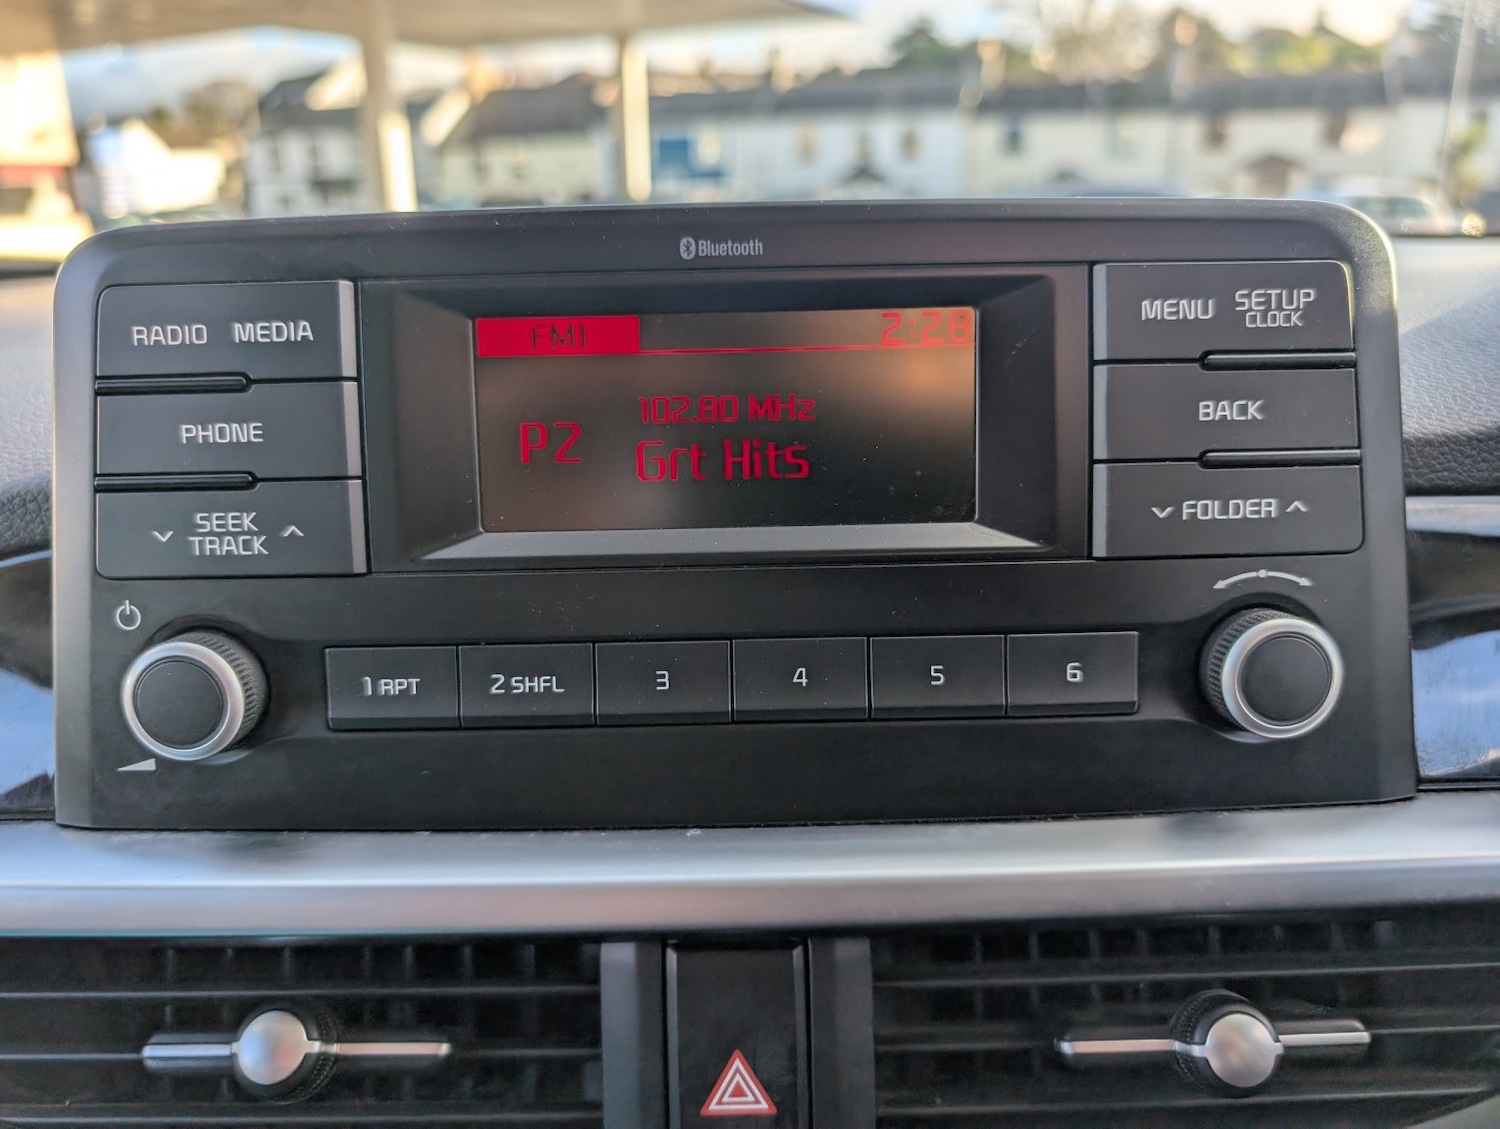 Bluetooth
RADIO MEDIA
PHONE
SEEK
TRACK
FM1 2:28
102.80 MHz
P2
Grt Hits
MENU SETUP
CLOCK
BACK
FOLDER
1 RPT 2 SHFL 3 4 5 6